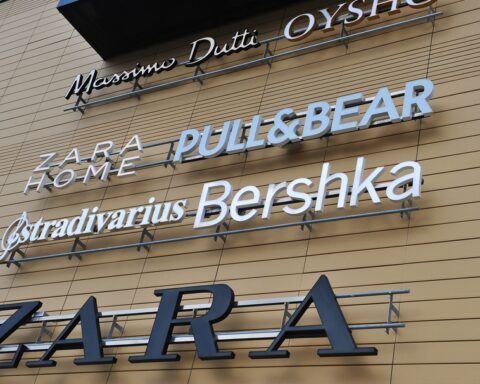 Massimo Dutti OYSHO
ZARA
HOME
PULL&BEAR
Stradivarius Bershka
ZARA